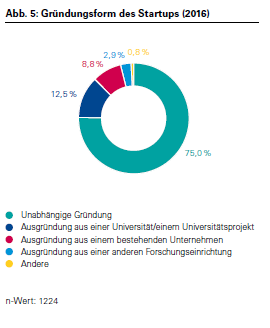 Abb. 5: Gründungsform des Startups (2016)
2,9 % 0,8 %
8,8 %
12,5 %
75,0 %
Unabhängige Gründung
Ausgründung aus einer Universität/einem Universitätsprojekt
Ausgründung aus einem bestehenden Unternehmen
Ausgründung aus einer anderen Forschungseinrichtung
Andere
n-Wert: 1224